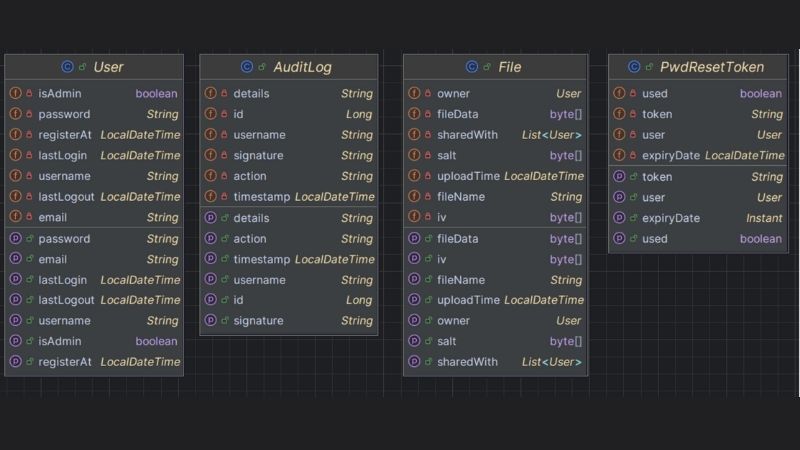 User
isAdmin boolean
password String
registerAt LocalDateTime
lastLogin LocalDateTime
username String
lastLogout LocalDateTime
email String
password String
email String
lastLogin LocalDateTime
lastLogout LocalDateTime
username String
isAdmin boolean
registerAt LocalDateTime
AuditLog
details String
id Long
username String
signature String
action String
timestamp LocalDateTime
details String
action String
timestamp LocalDateTime
username String
id Long
signature String
File
owner User
fileData byte[]
sharedWith List<User>
salt byte[]
uploadTime LocalDateTime
fileName String
iv byte[]
fileData byte[]
iv byte[]
fileName String
uploadTime LocalDateTime
owner User
salt byte[]
sharedWith List<User>
PwdResetToken
used boolean
token String
user User
expiryDate LocalDateTime
token String
user User
expiryDate Instant
used boolean